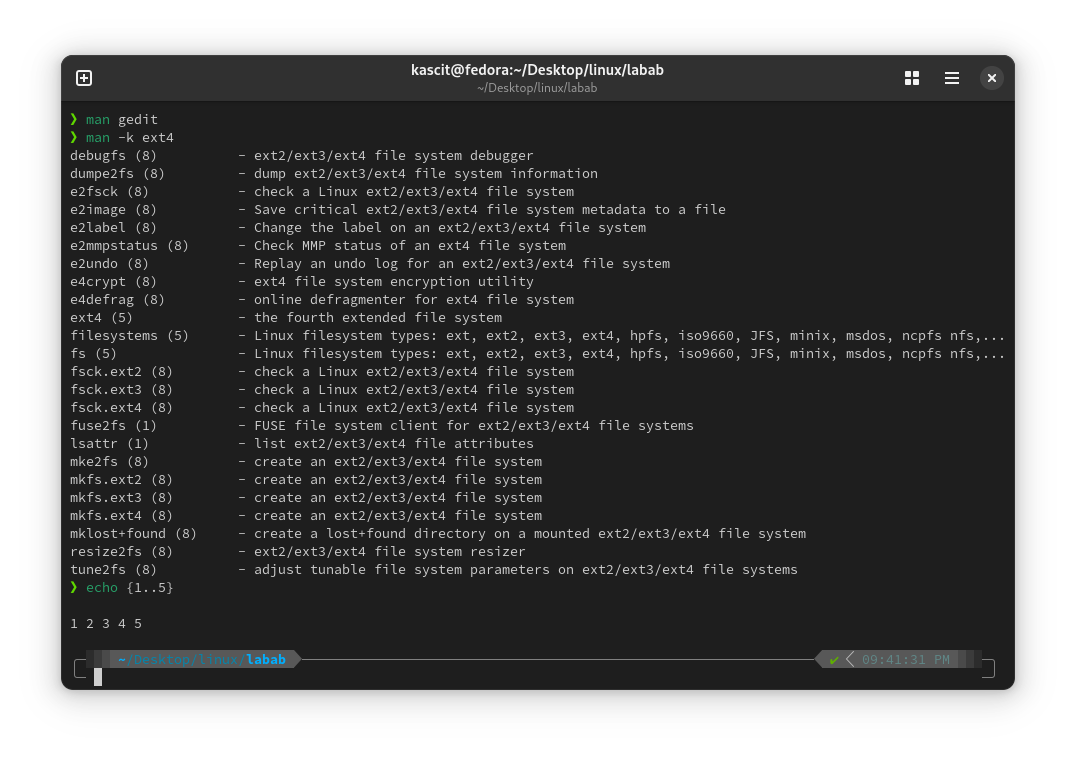 kascit@fedora:~/Desktop/linux/labab
~/Desktop/linux/labab
❯ man gedit
❯ man -k ext4
debugfs (8)          - ext2/ext3/ext4 file system debugger
dumpe2fs (8)         - dump ext2/ext3/ext4 file system information
e2fsck (8)           - check a Linux ext2/ext3/ext4 file system
e2image (8)          - Save critical ext2/ext3/ext4 file system metadata to a file
e2label (8)          - Change the label on an ext2/ext3/ext4 file system
e2mmpstatus (8)      - Check MMP status of an ext4 file system
e2undo (8)           - Replay an undo log for an ext2/ext3/ext4 file system
e4crypt (8)          - ext4 file system encryption utility
e4defrag (8)         - online defragmenter for ext4 file system
ext4 (5)             - the fourth extended file system
filesystems (5)      - Linux filesystem types: ext, ext2, ext3, ext4, hpfs, iso9660, JFS, minix, msdos, ncpfs nfs,...
fs (5)               - Linux filesystem types: ext, ext2, ext3, ext4, hpfs, iso9660, JFS, minix, msdos, ncpfs nfs,...
fsck.ext2 (8)        - check a Linux ext2/ext3/ext4 file system
fsck.ext3 (8)        - check a Linux ext2/ext3/ext4 file system
fsck.ext4 (8)        - check a Linux ext2/ext3/ext4 file system
fuse2fs (1)          - FUSE file system client for ext2/ext3/ext4 file systems
lsattr (1)           - list ext2/ext3/ext4 file attributes
mke2fs (8)           - create an ext2/ext3/ext4 file system
mkfs.ext2 (8)        - create an ext2/ext3/ext4 file system
mkfs.ext3 (8)        - create an ext2/ext3/ext4 file system
mkfs.ext4 (8)        - create an ext2/ext3/ext4 file system
mklost+found (8)     - create a lost+found directory on a mounted ext2/ext3/ext4 file system
resize2fs (8)        - ext2/ext3/ext4 file system resizer
tune2fs (8)          - adjust tunable file system parameters on ext2/ext3/ext4 file systems
❯ echo {1..5}
1 2 3 4 5
~/Desktop/linux/labab ✔ 09:41:31 PM